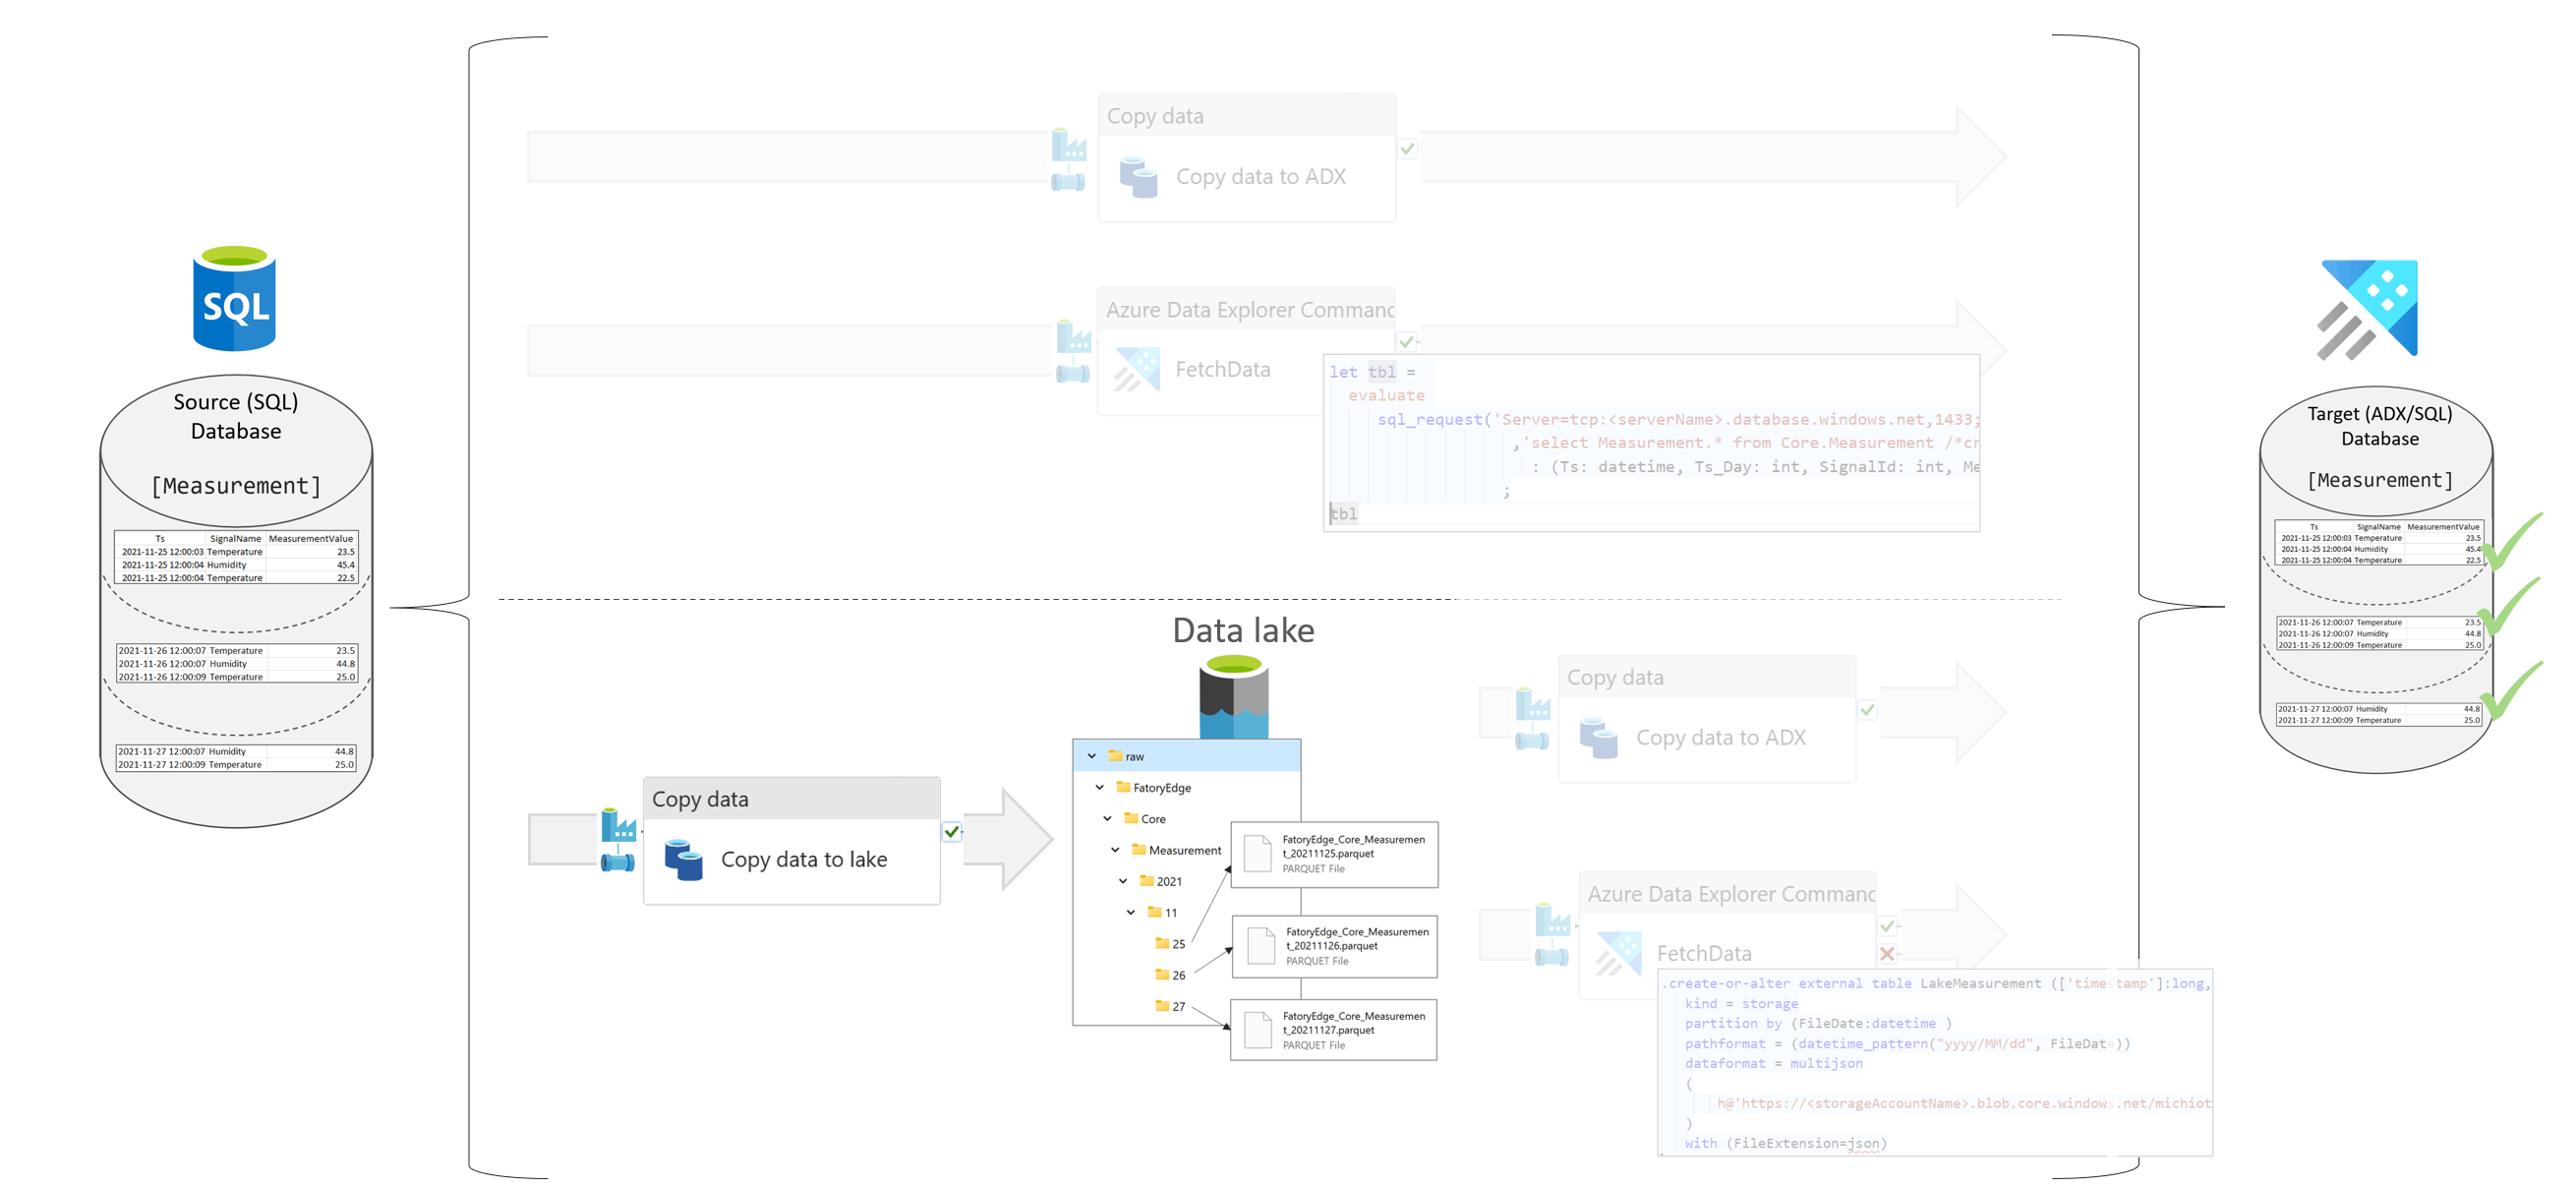 SQL
Source (SQL)
Database
[Measurement]
Ts SignalName MeasurementValue
2021-11-25 12:00:03 Temperature 23.5
2021-11-25 12:00:04 Humidity 45.4
2021-11-25 12:00:04 Temperature 22.5
2021-11-26 12:00:07 Temperature 23.5
2021-11-26 12:00:07 Humidity 44.8
2021-11-26 12:00:09 Temperature 25.0
2021-11-27 12:00:07 Humidity 44.8
2021-11-27 12:00:09 Temperature 25.0
Copy data
Copy data to ADX
Azure Data Explorer Command
FetchData
let tbl =
evaluate
sql_request('Server=tcp:<serverName>.database.windows.net,1433;
,'select Measurement.* from Core.Measurement /*cr
: (Ts: datetime, Ts_Day: int, SignalId: int, Me
;
tbl
Data lake
Copy data
Copy data to lake
raw
FatoryEdge
Core
Measurement
2021
11
25
26
27
FatoryEdge_Core_Measuremen
t_20211125.parquet
PARQUET File
FatoryEdge_Core_Measuremen
t_20211126.parquet
PARQUET File
FatoryEdge_Core_Measuremen
t_20211127.parquet
PARQUET File
Copy data
Copy data to ADX
Azure Data Explorer Command
FetchData
.create-or-alter external table LakeMeasurement (['timestamp']:long,
kind = storage
partition by (FileDate:datetime )
pathformat = (datetime_pattern("yyyy/MM/dd", FileDate))
dataformat = multijson
(
h@'https://<storageAccountName>.blob.core.windows.net/michiot
)
with (FileExtension=json)
Target (ADX/SQL)
Database
[Measurement]
Ts SignalName MeasurementValue
2021-11-25 12:00:03 Temperature 23.5
2021-11-25 12:00:04 Humidity 45.4
2021-11-25 12:00:04 Temperature 22.5
2021-11-26 12:00:07 Temperature 23.5
2021-11-26 12:00:07 Humidity 44.8
2021-11-26 12:00:09 Temperature 25.0
2021-11-27 12:00:07 Humidity 44.8
2021-11-27 12:00:09 Temperature 25.0